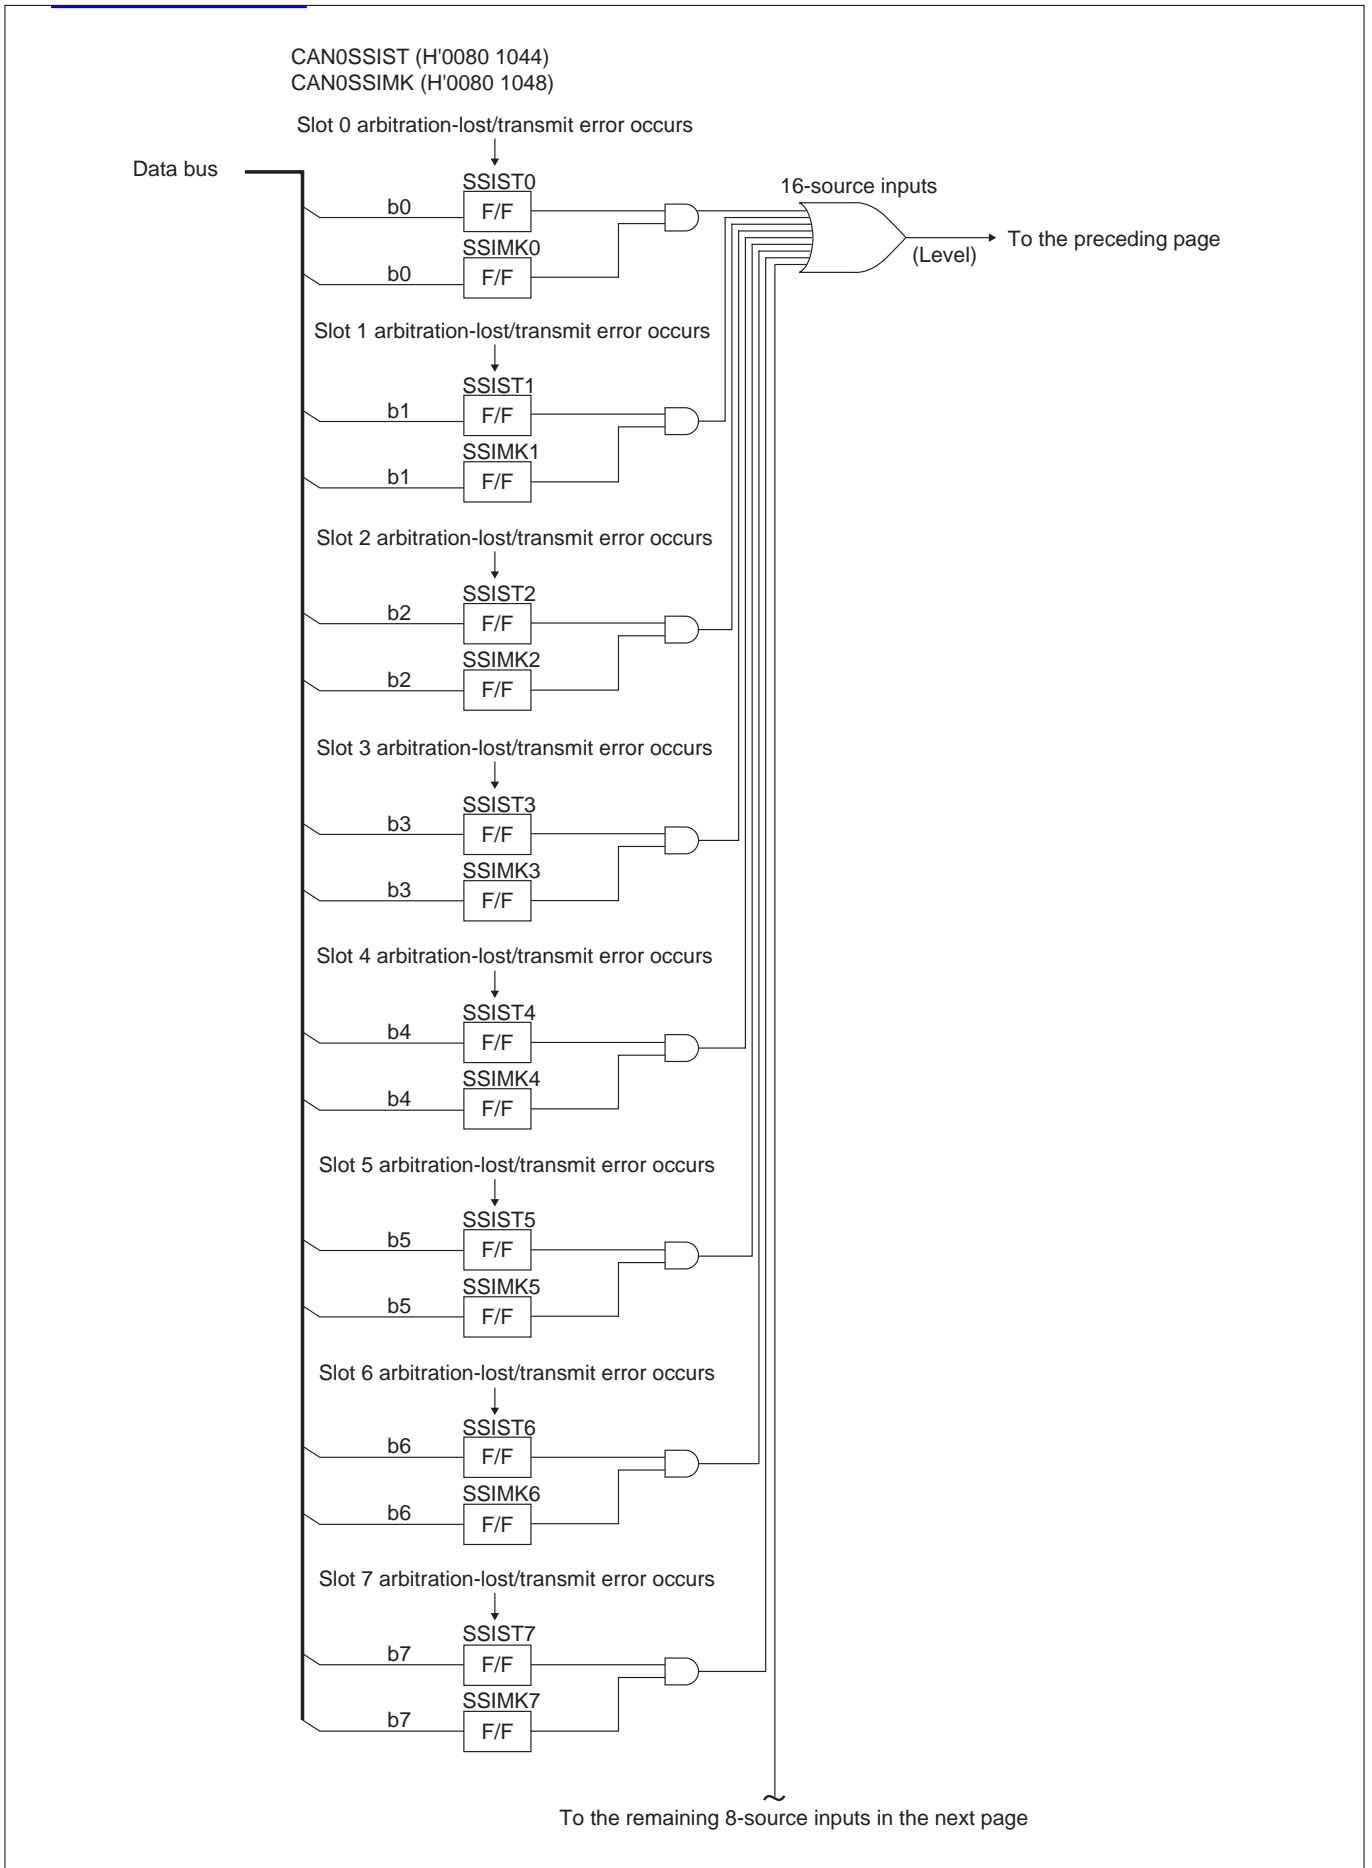 CAN0SSIST (H'0080 1044)
CAN0SSIMK (H'0080 1048)
Slot 0 arbitration-lost/transmit error occurs
Data bus
SSIST0
16-source inputs
b0
F/F
To the preceding page
SSIMK0
(Level)
b0
F/F
Slot 1 arbitration-lost/transmit error occurs
SSIST1
b1
F/F
SSIMK1
b1
F/F
Slot 2 arbitration-lost/transmit error occurs
SSIST2
b2
F/F
SSIMK2
b2
F/F
Slot 3 arbitration-lost/transmit error occurs
SSIST3
b3
F/F
SSIMK3
b3
F/F
Slot 4 arbitration-lost/transmit error occurs
SSIST4
b4
F/F
SSIMK4
b4
F/F
Slot 5 arbitration-lost/transmit error occurs
SSIST5
b5
F/F
SSIMK5
b5
F/F
Slot 6 arbitration-lost/transmit error occurs
SSIST6
b6
F/F
SSIMK6
b6
F/F
Slot 7 arbitration-lost/transmit error occurs
SSIST7
b7
F/F
SSIMK7
b7
F/F
To the remaining 8-source inputs in the next page